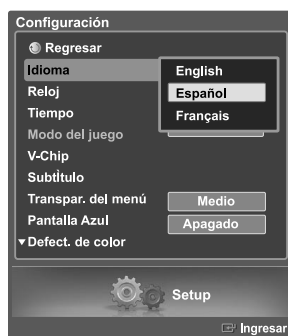 Configuración
Regresar
Idioma
English
Reloj
Español
Tiempo
Français
Modo del juego
V-Chip
Subtítulo
Transpar. del menú Medio
Pantalla Azul Apagado
▼Defect. de color
Setup
Ingresar